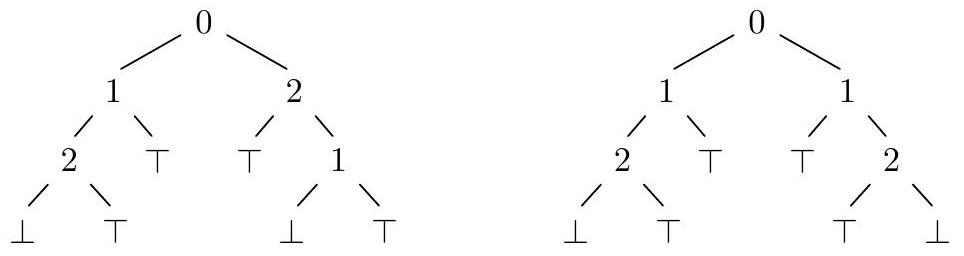 0 0
1 2 1 1
2 ⊤ ⊤ 1 2 ⊤ ⊤ 2
⊥ ⊤ ⊥ ⊤ ⊥ ⊤ ⊤ ⊥